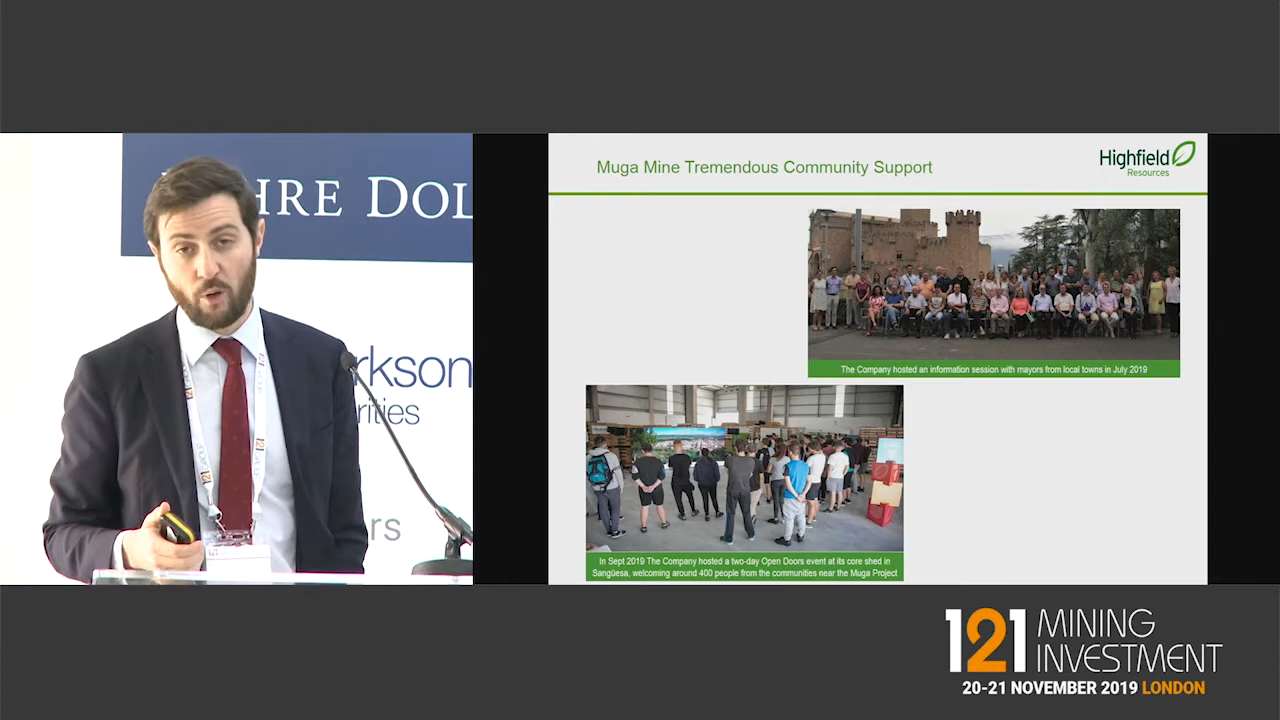 HRE DOL
rkson
rities
rs
121
121
Muga Mine Tremendous Community Support
Highfield
Resources
The Company hosted an information session with mayors from local towns in July 2019
In Sept 2019 The Company hosted a two-day Open Doors event at its core shed in
Sangüesa, welcoming around 400 people from the communities near the Muga Project
121 MINING
INVESTMENT
20-21 NOVEMBER 2019 LONDON